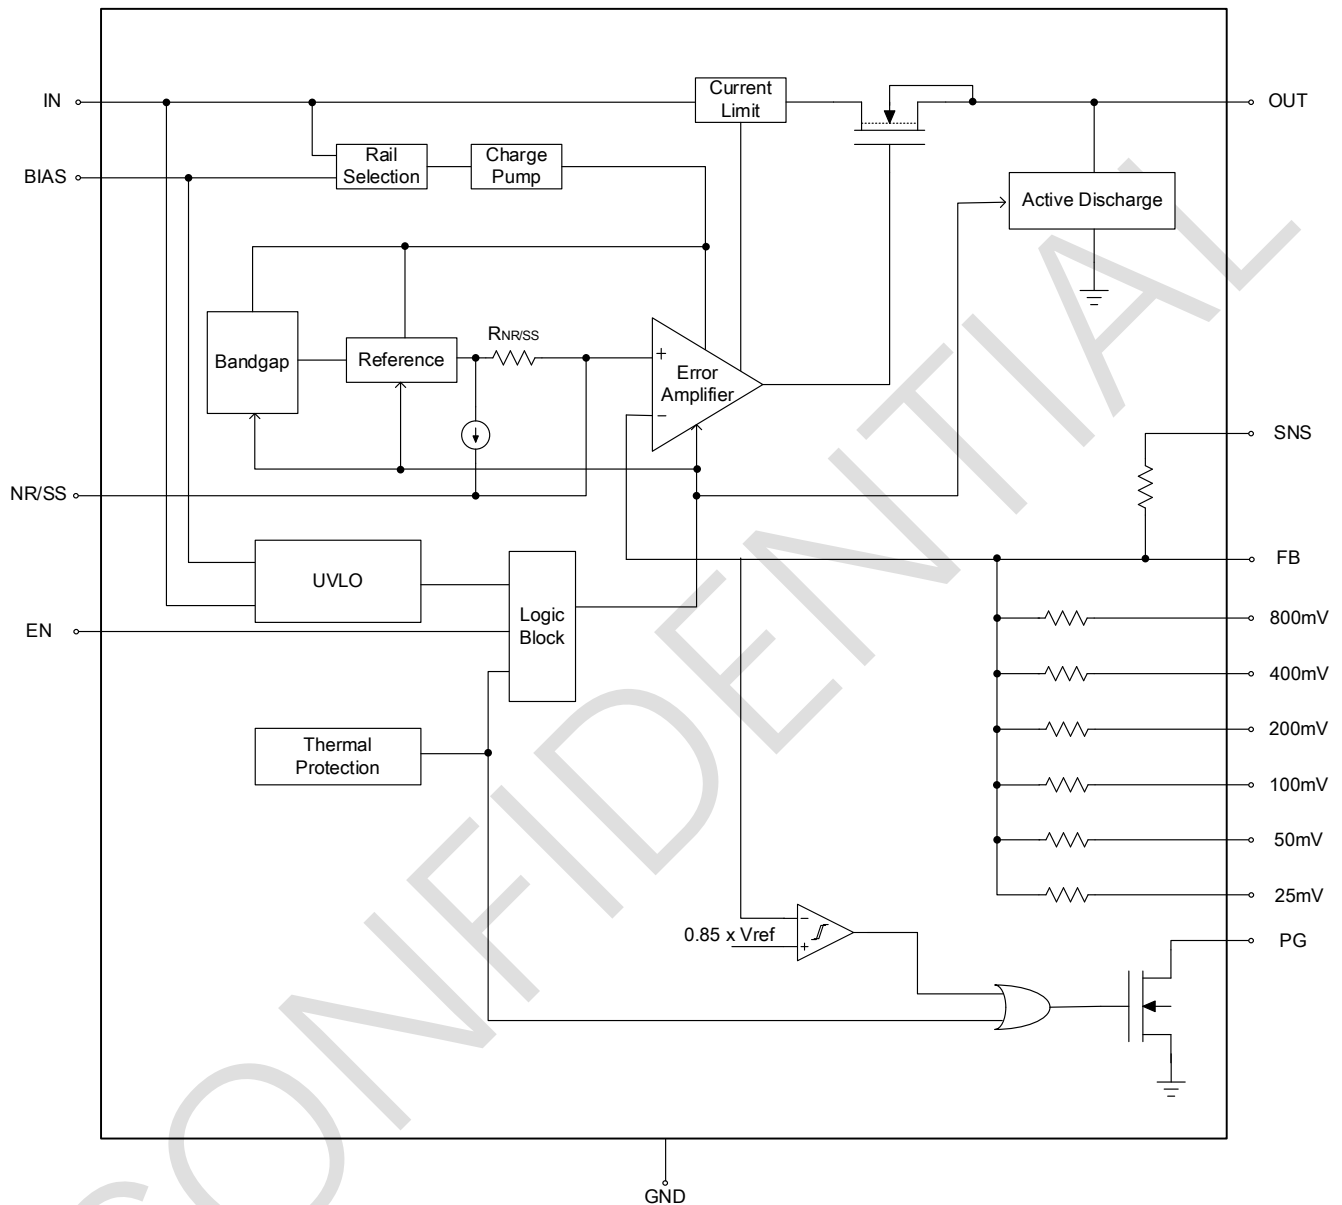 IN
Current
Limit
OUT
BIAS
Rail
Selection
Charge
Pump
Active Discharge
Bandgap
Reference
RNR/SS
+
Error
Amplifier
−
SNS
NR/SS
UVLO
FB
EN
Logic
Block
800mV
400mV
200mV
Thermal
Protection
100mV
50mV
25mV
0.85 x Vref
−
+
PG
GND
CONFIDENTIAL